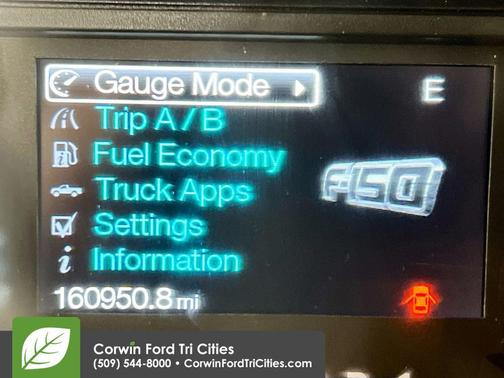 Gauge Mode
E
Trip A / B
Fuel Economy
F150
Truck Apps
Settings
Information
160950.8 mi
Corwin Ford Tri Cities
(509) 544-8000 • CorwinFordTriCities.com